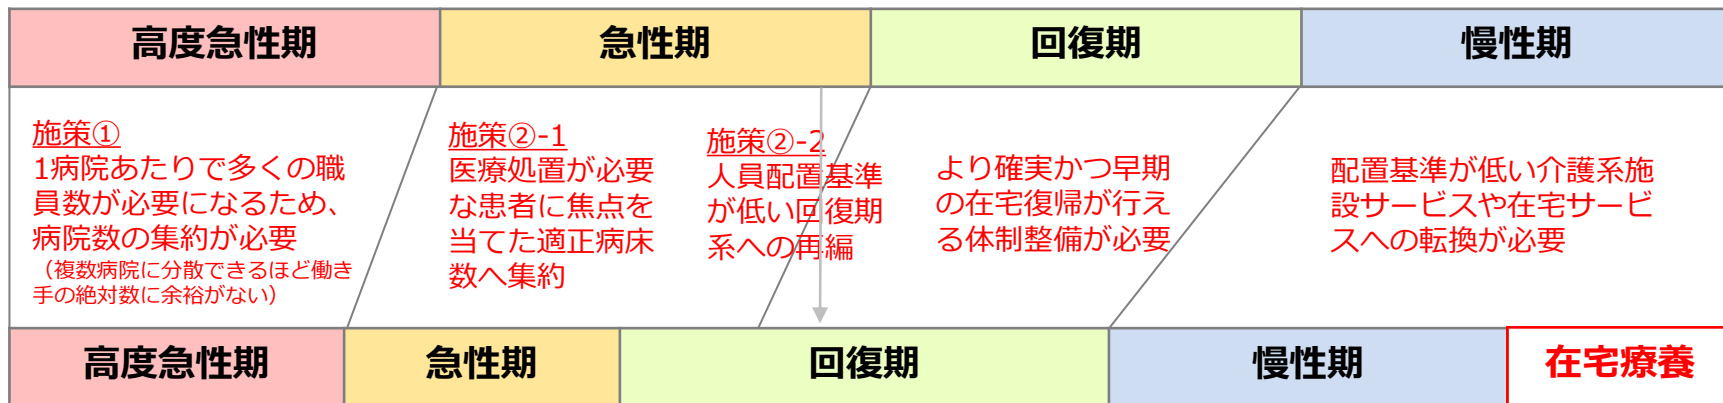 高度急性期
急性期
回復期
慢性期
施策①
1病院あたりで多くの職
員数が必要になるため、
病院数の集約が必要
（複数病院に分散できるほど働き
手の絶対数に余裕がない）
施策②-1
医療処置が必要
な患者に焦点を
当てた適正病床
数へ集約
施策②-2
人員配置基準
が低い回復期
系への再編
より確実かつ早期
の在宅復帰が行え
る体制整備が必要
配置基準が低い介護系施
設サービスや在宅サービ
スへの転換が必要
高度急性期
急性期
回復期
慢性期
在宅療養